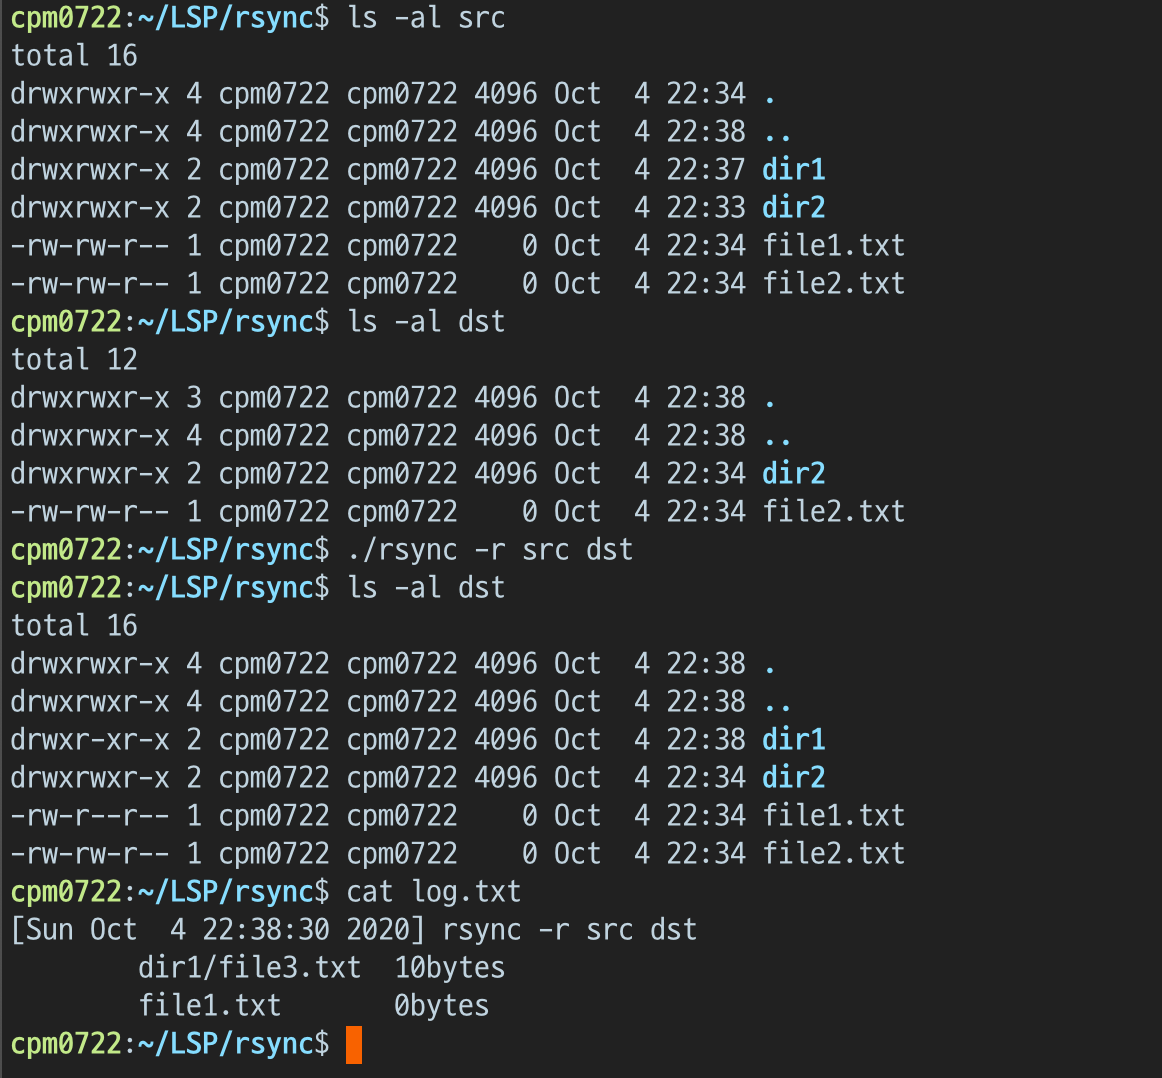 cpm0722:~/LSP/rsync$ ls -al src
total 16
drwxrwxr-x 4 cpm0722 cpm0722 4096 Oct  4 22:34 .
drwxrwxr-x 4 cpm0722 cpm0722 4096 Oct  4 22:38 ..
drwxrwxr-x 2 cpm0722 cpm0722 4096 Oct  4 22:37 dir1
drwxrwxr-x 2 cpm0722 cpm0722 4096 Oct  4 22:33 dir2
-rw-rw-r-- 1 cpm0722 cpm0722    0 Oct  4 22:34 file1.txt
-rw-rw-r-- 1 cpm0722 cpm0722    0 Oct  4 22:34 file2.txt
cpm0722:~/LSP/rsync$ ls -al dst
total 12
drwxrwxr-x 3 cpm0722 cpm0722 4096 Oct  4 22:38 .
drwxrwxr-x 4 cpm0722 cpm0722 4096 Oct  4 22:38 ..
drwxrwxr-x 2 cpm0722 cpm0722 4096 Oct  4 22:34 dir2
-rw-rw-r-- 1 cpm0722 cpm0722    0 Oct  4 22:34 file2.txt
cpm0722:~/LSP/rsync$ ./rsync -r src dst
cpm0722:~/LSP/rsync$ ls -al dst
total 16
drwxrwxr-x 4 cpm0722 cpm0722 4096 Oct  4 22:38 .
drwxrwxr-x 4 cpm0722 cpm0722 4096 Oct  4 22:38 ..
drwxr-xr-x 2 cpm0722 cpm0722 4096 Oct  4 22:38 dir1
drwxrwxr-x 2 cpm0722 cpm0722 4096 Oct  4 22:34 dir2
-rw-r--r-- 1 cpm0722 cpm0722    0 Oct  4 22:34 file1.txt
-rw-rw-r-- 1 cpm0722 cpm0722    0 Oct  4 22:34 file2.txt
cpm0722:~/LSP/rsync$ cat log.txt
[Sun Oct  4 22:38:30 2020] rsync -r src dst
        dir1/file3.txt  10bytes
        file1.txt       0bytes
cpm0722:~/LSP/rsync$